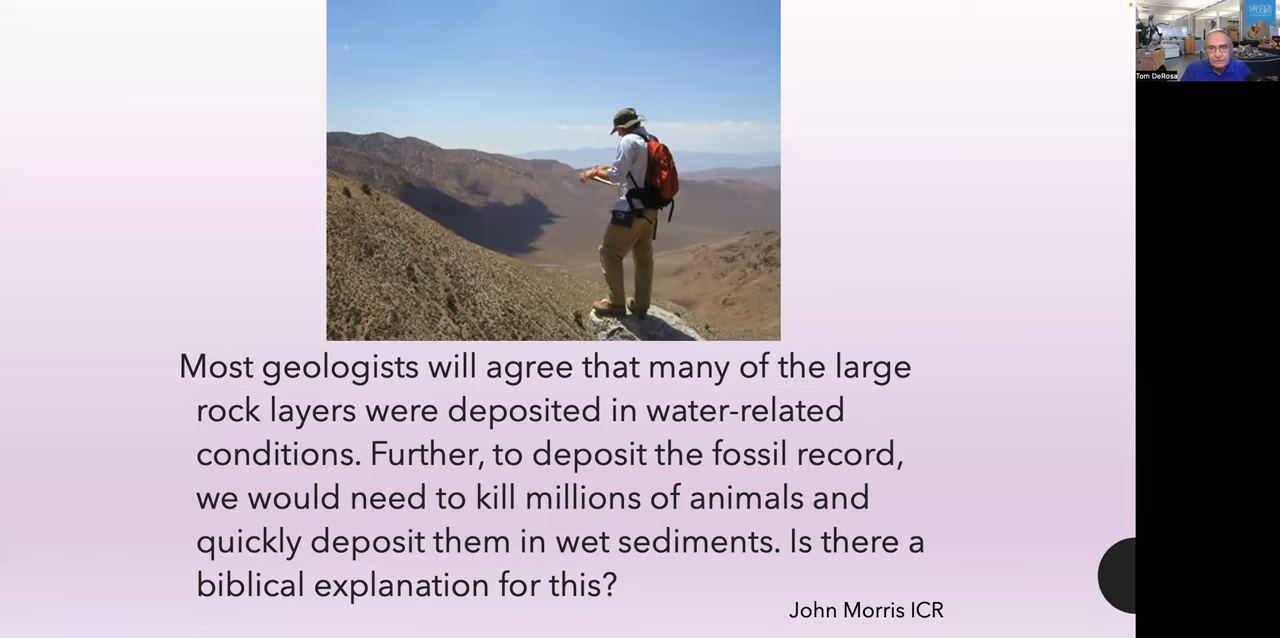 CREATION
STUDIES
Tom DeRosa
Most geologists will agree that many of the large
rock layers were deposited in water-related
conditions. Further, to deposit the fossil record,
we would need to kill millions of animals and
quickly deposit them in wet sediments. Is there a
biblical explanation for this?
John Morris ICR